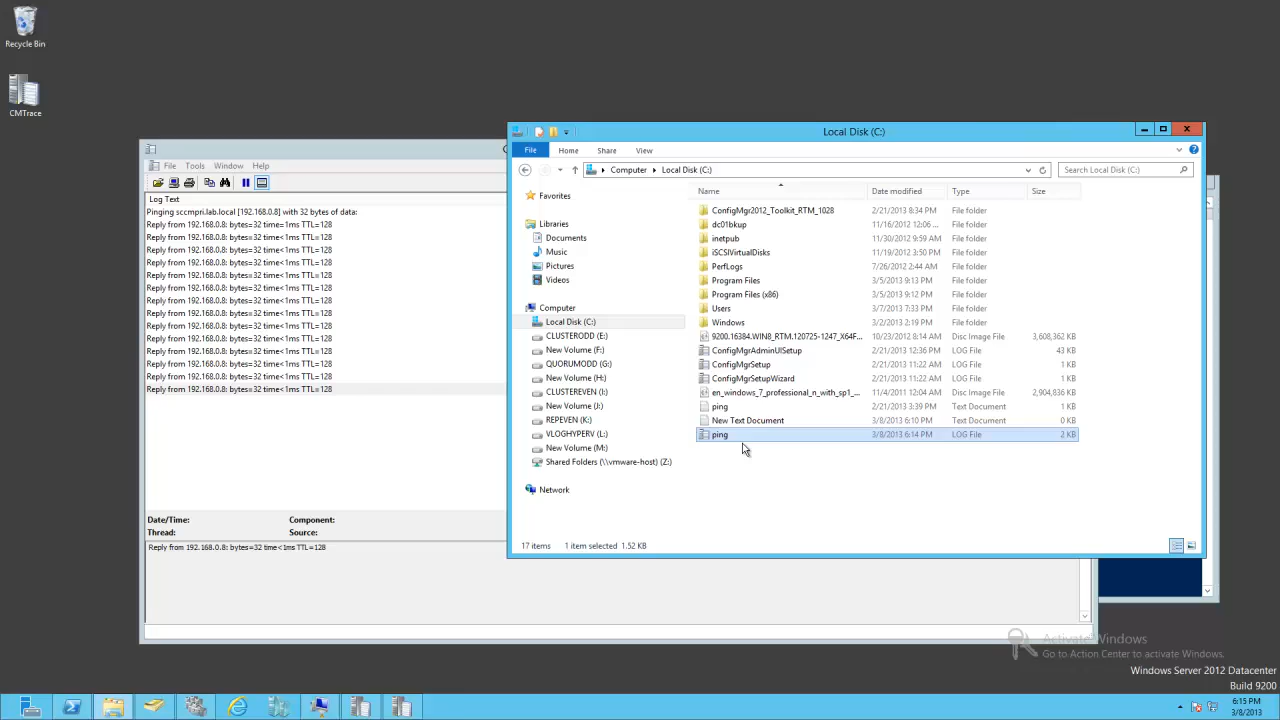 Recycle Bin
CMTrace
File Tools Window Help
Log Text
Pinging sccmpri.lab.local [192.168.0.8] with 32 bytes of data:
Reply from 192.168.0.8: bytes=32 time<1ms TTL=128
Reply from 192.168.0.8: bytes=32 time<1ms TTL=128
Reply from 192.168.0.8: bytes=32 time<1ms TTL=128
Reply from 192.168.0.8: bytes=32 time<1ms TTL=128
Reply from 192.168.0.8: bytes=32 time<1ms TTL=128
Reply from 192.168.0.8: bytes=32 time<1ms TTL=128
Reply from 192.168.0.8: bytes=32 time<1ms TTL=128
Reply from 192.168.0.8: bytes=32 time<1ms TTL=128
Reply from 192.168.0.8: bytes=32 time<1ms TTL=128
Reply from 192.168.0.8: bytes=32 time<1ms TTL=128
Reply from 192.168.0.8: bytes=32 time<1ms TTL=128
Reply from 192.168.0.8: bytes=32 time<1ms TTL=128
Reply from 192.168.0.8: bytes=32 time<1ms TTL=128
Reply from 192.168.0.8: bytes=32 time<1ms TTL=128
Date/Time: Component:
Thread: Source:
Reply from 192.168.0.8: bytes=32 time<1ms TTL=128
Local Disk (C:)
File Home Share View
Computer Local Disk (C:) Search Local Disk (C:)
Favorites
Libraries
Documents
Music
Pictures
Videos
Computer
Local Disk (C:)
CLUSTERODD (E:)
New Volume (F:)
QUORUMODD (G:)
New Volume (H:)
CLUSTEREVEN (I:)
New Volume (J:)
REPEVEN (K:)
VLOGHYPERV (L:)
New Volume (M:)
Shared Folders (\\vmware-host) (Z:)
Network
Name Date modified Type Size
ConfigMgr2012_Toolkit_RTM_1028 2/21/2013 8:34 PM File folder
dc01bkup 11/16/2012 12:06 ... File folder
inetpub 11/30/2012 9:59 AM File folder
iSCSIVirtualDisks 11/19/2012 3:50 PM File folder
PerfLogs 7/26/2012 2:44 AM File folder
Program Files 3/5/2013 9:13 PM File folder
Program Files (x86) 3/5/2013 9:12 PM File folder
Users 3/7/2013 7:33 PM File folder
Windows 3/2/2013 2:19 PM File folder
9200.16384.WIN8_RTM.120725-1247_X64F... 10/23/2012 8:14 AM Disc Image File 3,608,362 KB
ConfigMgrAdminUISetup 2/21/2013 12:36 PM LOG File 43 KB
ConfigMgrSetup 2/21/2013 11:22 AM LOG File 1 KB
ConfigMgrSetupWizard 2/21/2013 11:22 AM LOG File 1 KB
en_windows_7_professional_n_with_sp1_... 11/4/2011 12:04 AM Disc Image File 2,904,836 KB
ping 2/21/2013 3:39 PM Text Document 1 KB
New Text Document 3/8/2013 6:10 PM Text Document 0 KB
ping 3/8/2013 6:14 PM LOG File 2 KB
17 items 1 item selected 1.52 KB
Activate Windows
Go to Action Center to activate Windows.
Windows Server 2012 Datacenter
Build 9200
6:15 PM
3/8/2013